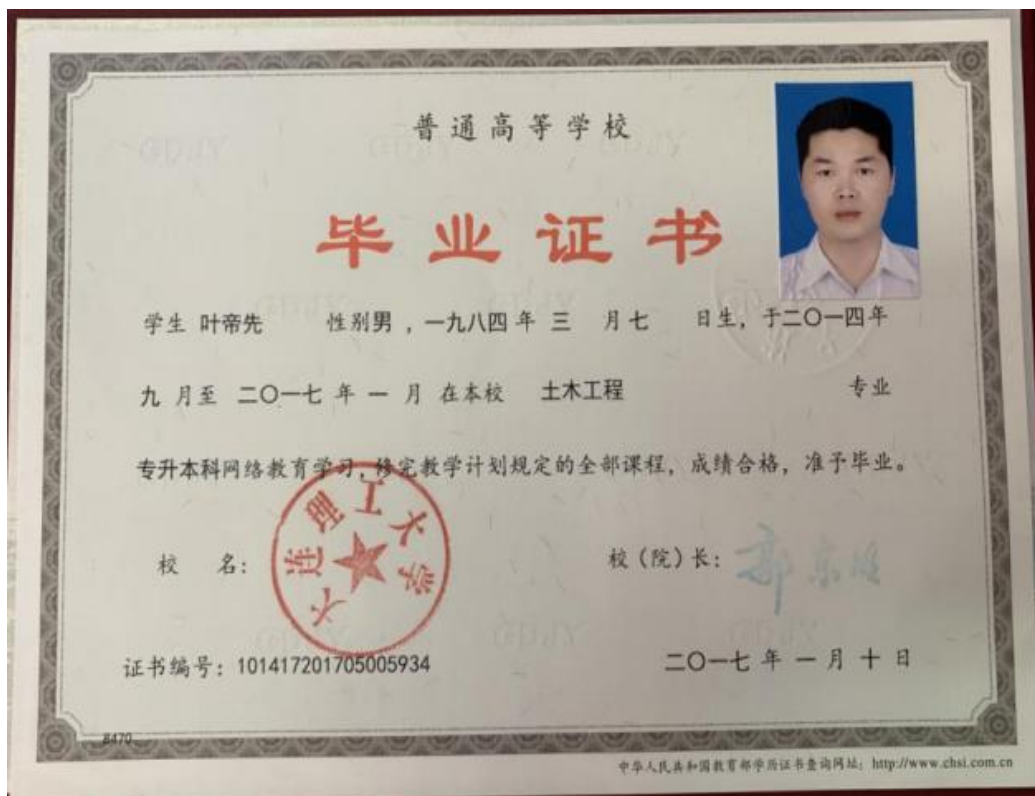 普通高等学校
毕业证书
学生 叶帝先 性别男，一九八四年 三 月七 日生，于二〇一四年
九 月至 二〇一七 年 一 月 在本校 土木工程 专业
专升本科网络教育学习，修完教学计划规定的全部课程，成绩合格，准予毕业。
校 名：
大连理工大学
校（院）长：
证书编号：101417201705005934
二〇一七 年 一 月 十 日
8470
中华人民共和国教育部学历证书查询网址：http://www.chsi.com.cn